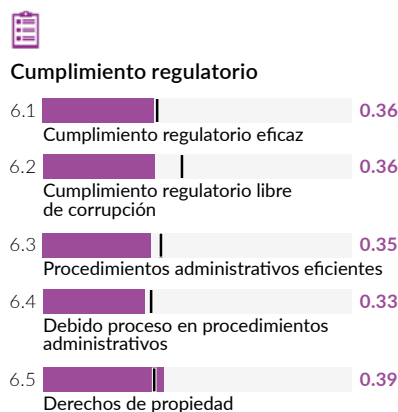 Cumplimiento regulatorio
6.1 0.36
Cumplimiento regulatorio eficaz
6.2 0.36
Cumplimiento regulatorio libre
de corrupción
6.3 0.35
Procedimientos administrativos eficientes
6.4 0.33
Debido proceso en procedimientos
administrativos
6.5 0.39
Derechos de propiedad